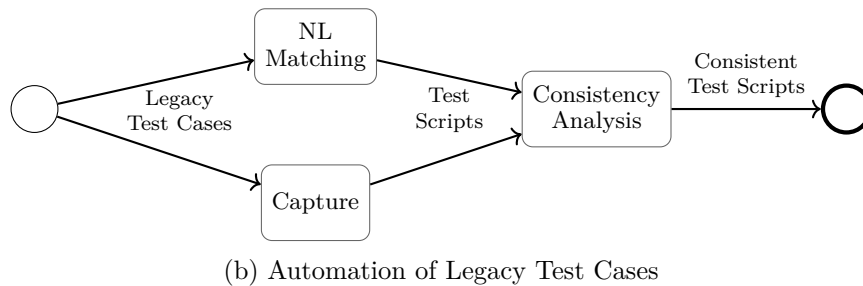 NL
Matching
Legacy
Test Cases
Capture
Test
Scripts
Consistency
Analysis
Consistent
Test Scripts
(b) Automation of Legacy Test Cases